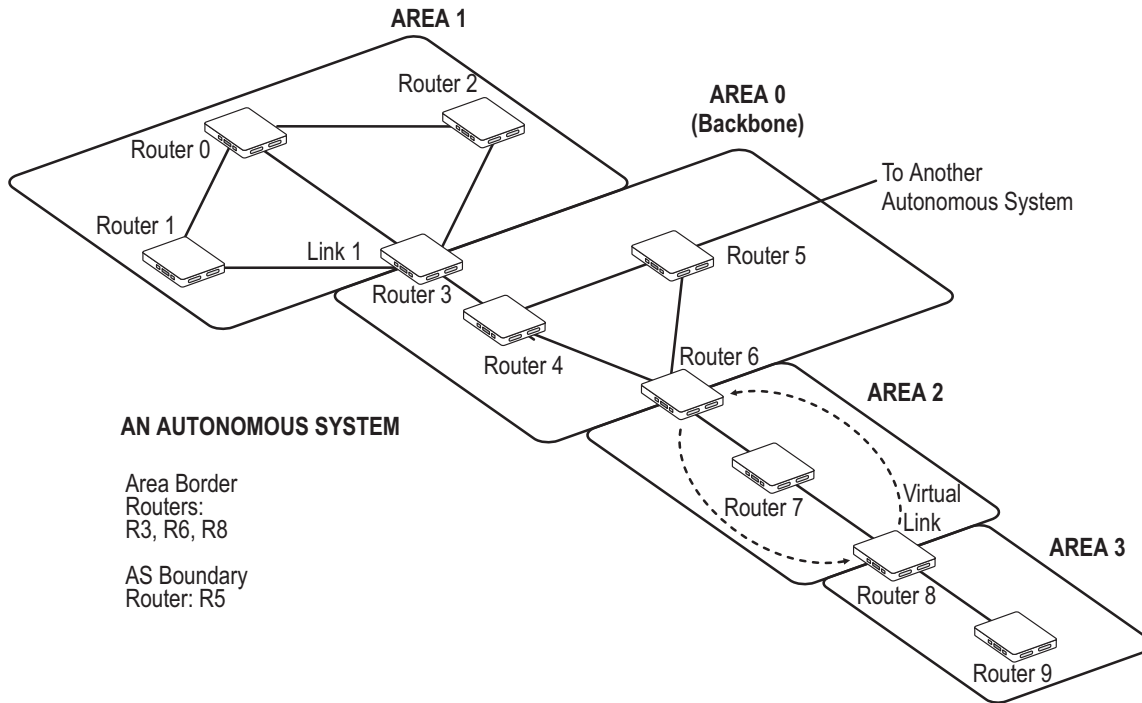 AREA 1
Router 2
AREA 0
(Backbone)
Router 0
To Another
Autonomous System
Router 1
Link 1
Router 5
Router 3
Router 4
Router 6
AREA 2
AN AUTONOMOUS SYSTEM
Area Border
Routers:
R3, R6, R8
Router 7
Virtual
Link
AREA 3
AS Boundary
Router: R5
Router 8
Router 9